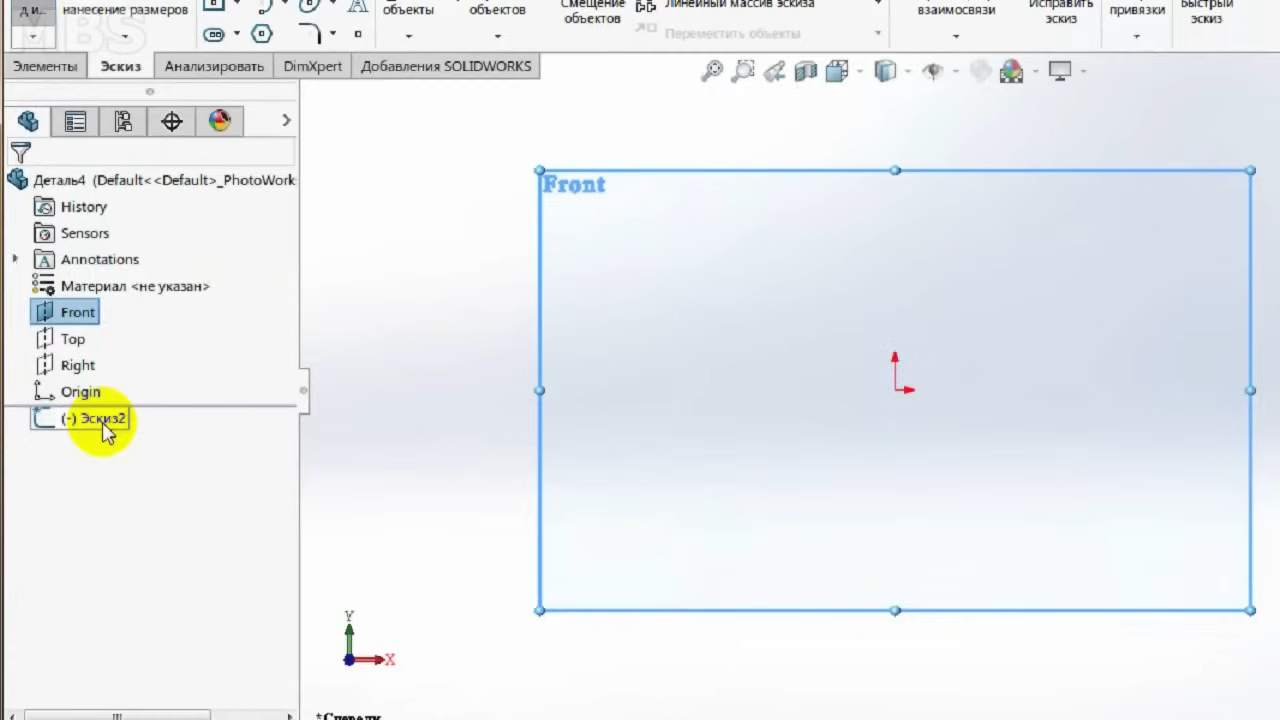 нанесение размеров
объекты
объектов
Смещение
объектов
Линейный массив эскиза
Переместить объекты
взаимосвязи
Исправить
эскиз
привязки
Быстрый
эскиз
MBS
Элементы
Эскиз
Анализировать
DimXpert
Добавления SOLIDWORKS
Деталь4 (Default<<Default>_PhotoWork
History
Sensors
Annotations
Материал <не указан>
Front
Top
Right
Origin
(-) Эскиз2
Front
Y
X
*Спереди